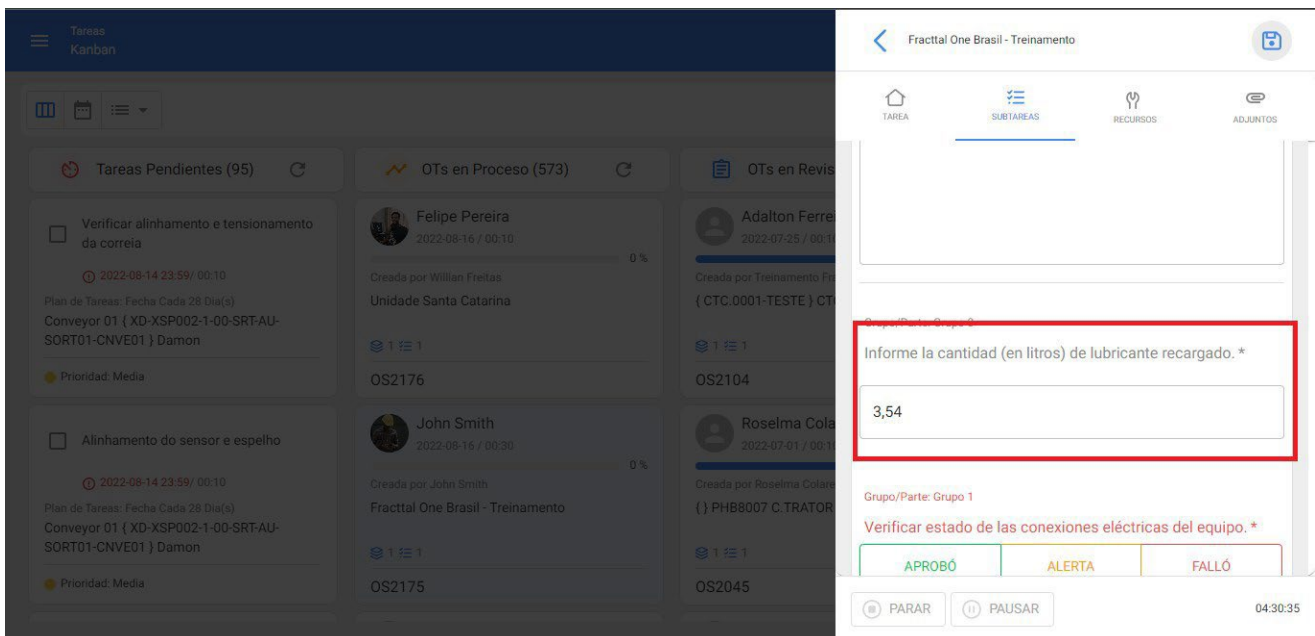 Tareas
Kanban
Tareas Pendientes (95)
OTs en Proceso (573)
OTs en Revis
Verificar alinhamento e tensionamento
da correia
2022-08-14 23:59/ 00:10
Plan de Tareas: Fecha Cada 28 Dia(s)
Conveyor 01 { XD-XSP002-1-00-SRT-AU-
SORT01-CNVE01 } Damon
Prioridad: Media
Felipe Pereira
2022-08-16 / 00:10
0 %
Creada por Willian Freitas
Unidade Santa Catarina
1 1
OS2176
Adalton Ferre
2022-07-25 / 00:10
Creada por Treinamento Fra
{ CTC.0001-TESTE } CT
1 1
OS2104
Alinhamento do sensor e espelho
2022-08-14 23:59/ 00:10
Plan de Tareas: Fecha Cada 28 Dia(s)
Conveyor 01 { XD-XSP002-1-00-SRT-AU-
SORT01-CNVE01 } Damon
Prioridad: Media
John Smith
2022-08-16 / 00:30
0 %
Creada por John Smith
Fracttal One Brasil - Treinamento
1 1
OS2175
Roselma Cola
2022-07-01 / 00:10
Creada por Roselma Colare
{ } PHB8007 C.TRATOR
1 1
OS2045
Fracttal One Brasil - Treinamento
TAREA
SUBTAREAS
RECURSOS
ADJUNTOS
Grupo/Parte: Grupo
Informe la cantidad (en litros) de lubricante recargado. *
3,54
Grupo/Parte: Grupo 1
Verificar estado de las conexiones eléctricas del equipo. *
APROBÓ
ALERTA
FALLÓ
PARAR
PAUSAR
04:30:35